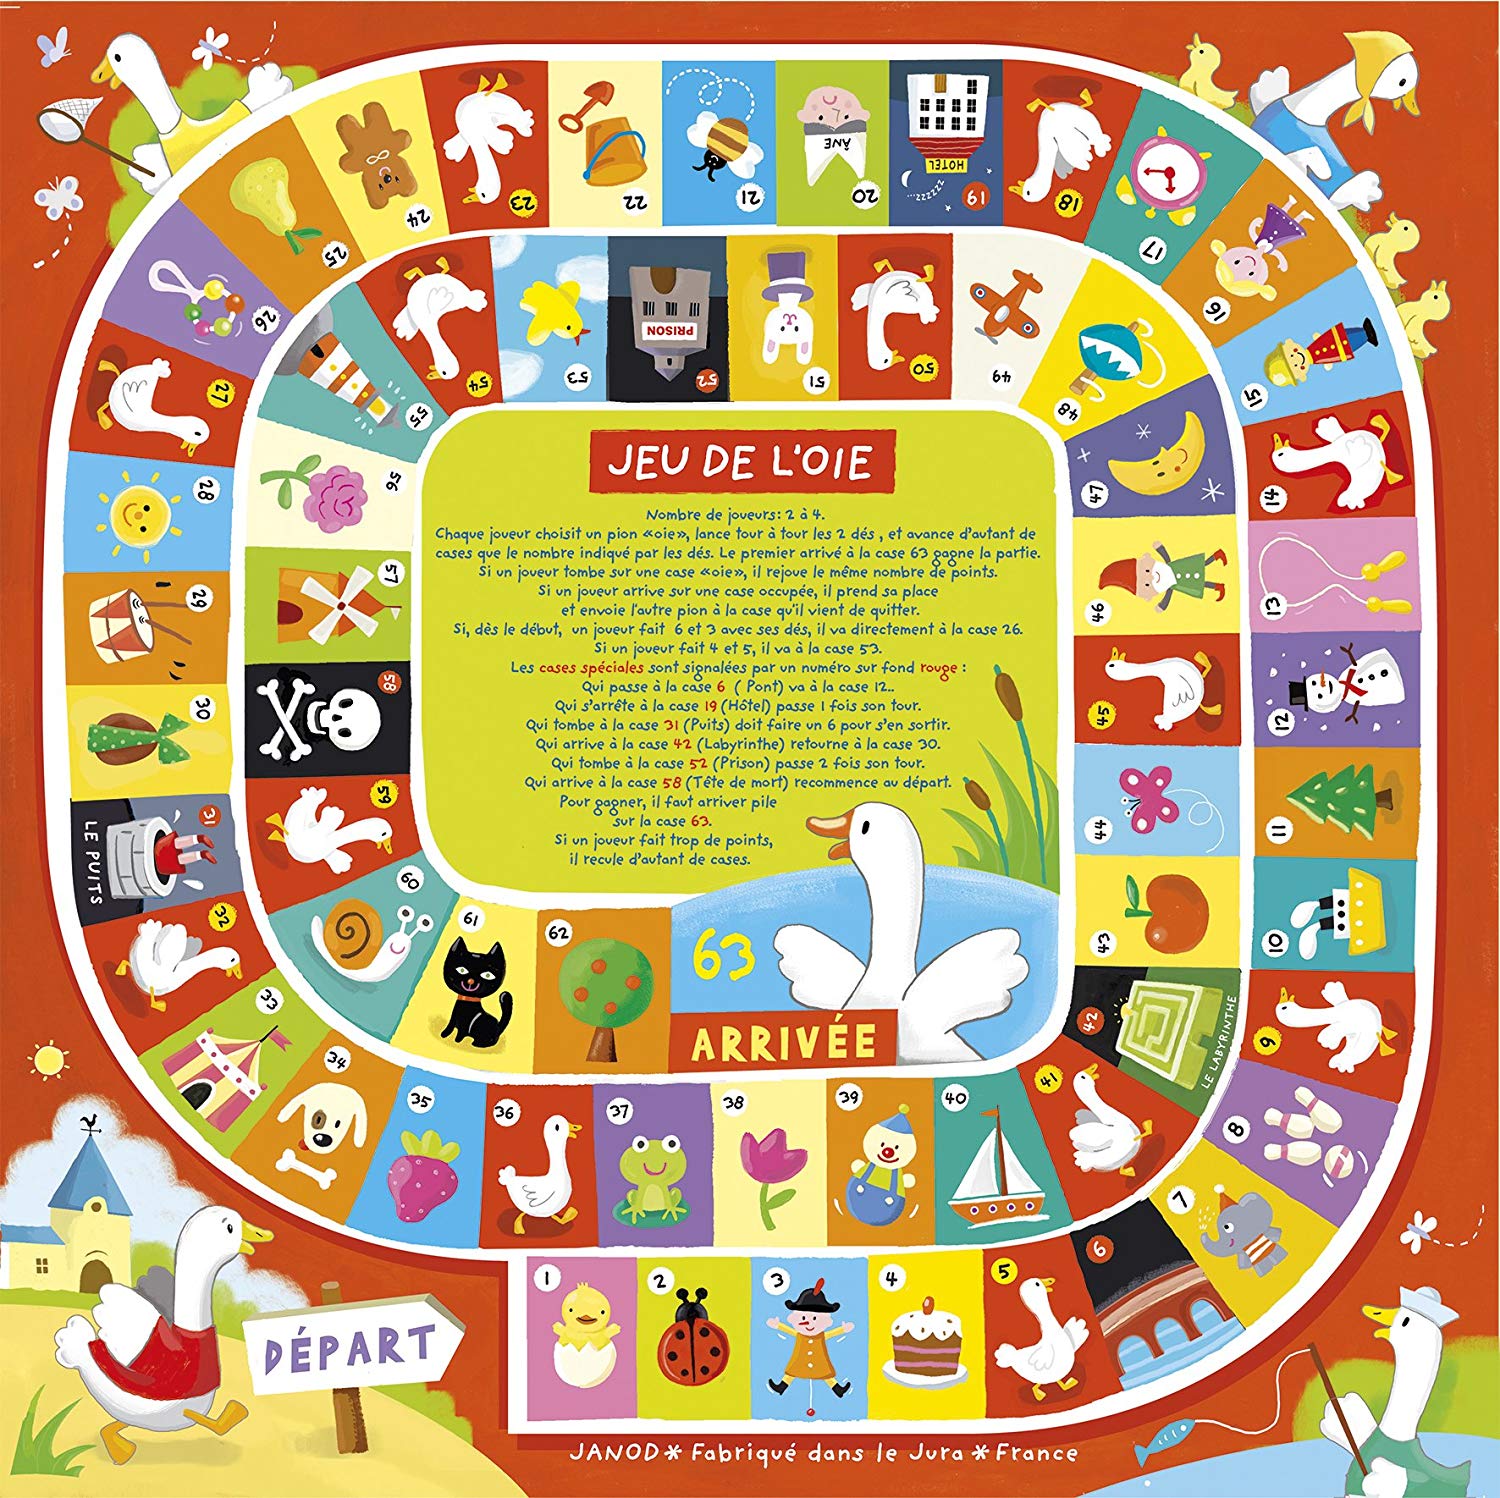 JEU DE L'OIE
Nombre de joueurs: 2 à 4.
Chaque joueur choisit un pion «oie», lance tour à tour les 2 dés , et avance d'autant de
cases que le nombre indiqué par les dés. Le premier arrivé à la case 63 gagne la partie.
Si un joueur tombe sur une case «oie», il rejoue le même nombre de points.
Si un joueur arrive sur une case occupée, il prend sa place
et envoie l'autre pion à la case qu'il vient de quitter.
Si, dès le début, un joueur fait 6 et 3 avec ses dés, il va directement à la case 26.
Si un joueur fait 4 et 5, il va à la case 53.
Les cases spéciales sont signalées par un numéro sur fond rouge :
Qui passe à la case 6 ( Pont) va à la case 12..
Qui s'arrête à la case 19 (Hôtel) passe 1 fois son tour.
Qui tombe à la case 31 (Puits) doit faire un 6 pour s'en sortir.
Qui arrive à la case 42 (Labyrinthe) retourne à la case 30.
Qui tombe à la case 52 (Prison) passe 2 fois son tour.
Qui arrive à la case 58 (Tête de mort) recommence au départ.
Pour gagner, il faut arriver pile
sur la case 63.
Si un joueur fait trop de points,
il recule d'autant de cases.
DÉPART
1
2
3
4
5
6
7
8
9
10
11
12
13
14
15
16
17
18
19
HOTEL
zzzzzz...
20
ÂNE
21
22
23
24
25
26
27
28
29
30
31
LE PUITS
32
33
34
35
36
37
38
39
40
41
42
LE LABYRINTHE
43
44
45
46
47
48
49
50
51
52
PRISON
53
54
55
56
57
58
59
60
61
62
63
ARRIVÉE
JANOD * Fabriqué dans le Jura * France